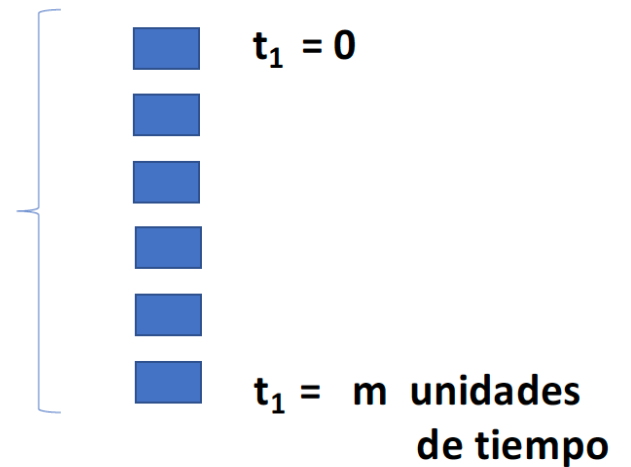 t₁ = 0
t₁ = m unidades
de tiempo